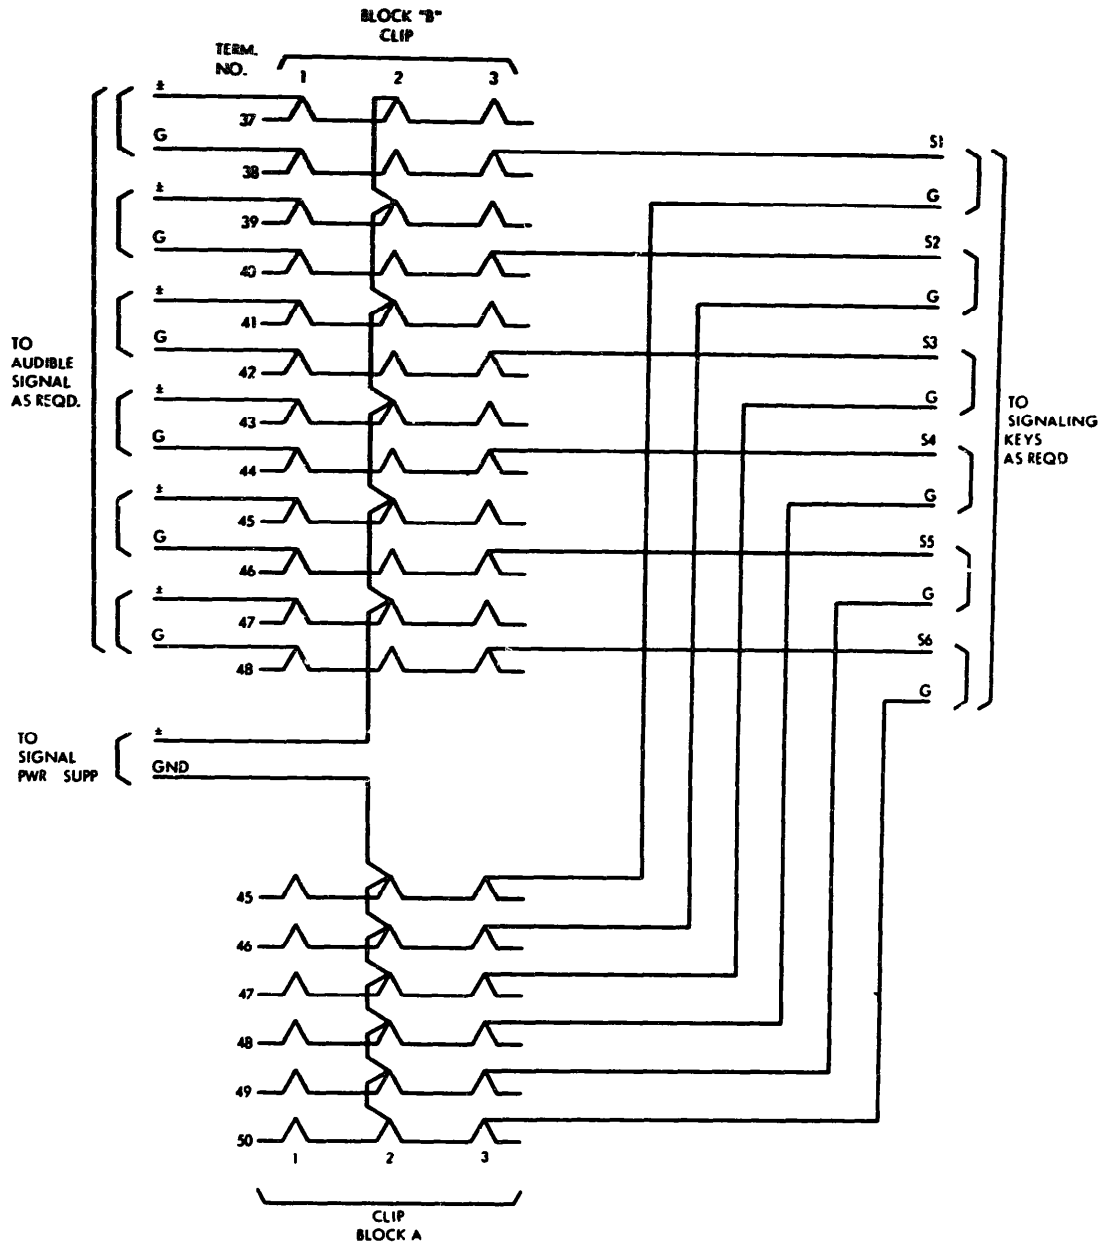 BLOCK "B"
CLIP
TERM.
NO.
1 2 3
±
37
G
S1
38
±
G
39
G
S2
40
±
G
41
G
S3
42
±
G
43
G
S4
44
±
G
45
G
S5
46
±
G
47
G
S6
48
G
TO
AUDIBLE
SIGNAL
AS REQD.
TO
SIGNALING
KEYS
AS REQD
TO
SIGNAL
PWR SUPP
±
GND
45
46
47
48
49
50
1 2 3
CLIP
BLOCK A